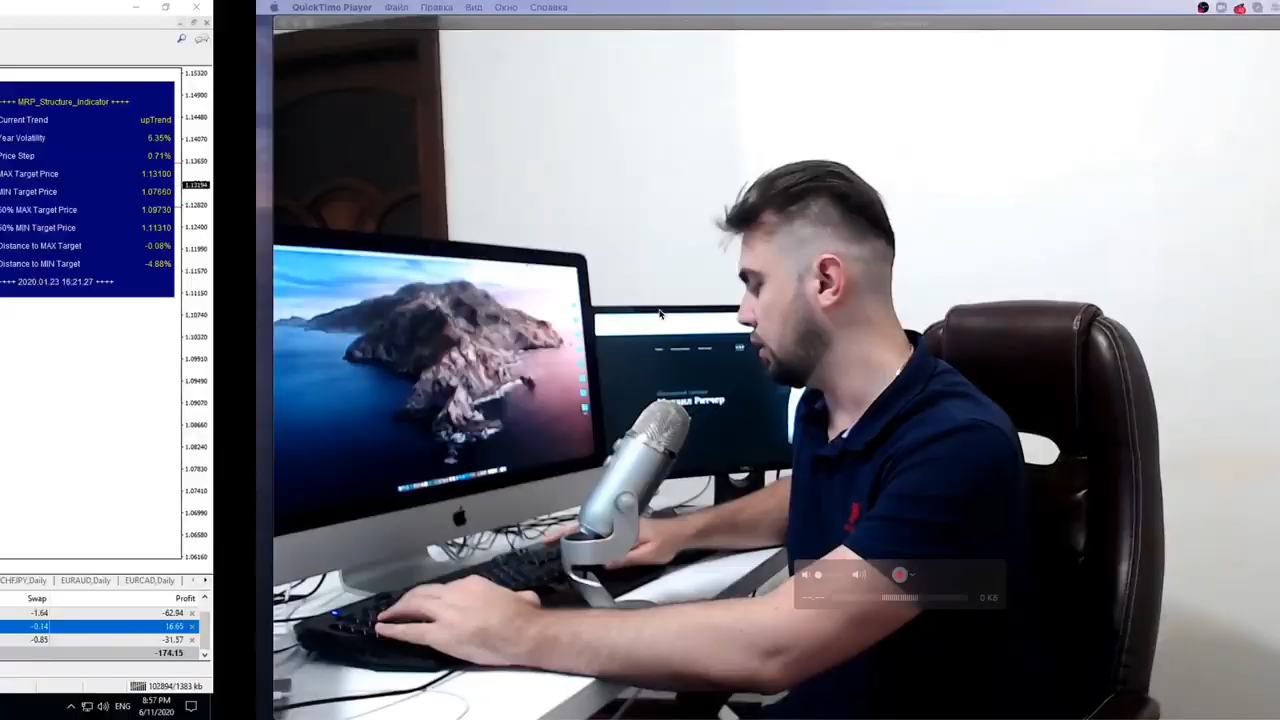 QuickTime Player Файл Правка Вид Окно Справка
++++ MRP_Structure_Indicator ++++
Current Trend upTrend
Year Volatility 6.35%
Price Step 0.71%
MAX Target Price 1.13100
MIN Target Price 1.07660
50% MAX Target Price 1.09730
50% MIN Target Price 1.11310
Distance to MAX Target -0.08%
Distance to MIN Target -4.88%
++++ 2020.01.23 16:21:27 ++++
1.15320
1.14900
1.14480
1.14070
1.13650
1.13194
1.12820
1.12400
1.11990
1.11570
1.11150
1.10740
1.10320
1.09910
1.09490
1.09070
1.08660
1.08240
1.07830
1.07410
1.06990
1.06580
1.06160
CHFJPY,Daily EURAUD,Daily EURCAD,Daily
Swap Profit
-1.64 -62.94
-0.14 16.65
-0.85 -31.57
-174.15
102894/1383 kb
ENG
8:57 PM
6/11/2020
Михаил Ритчер
--:-- 0 КБ